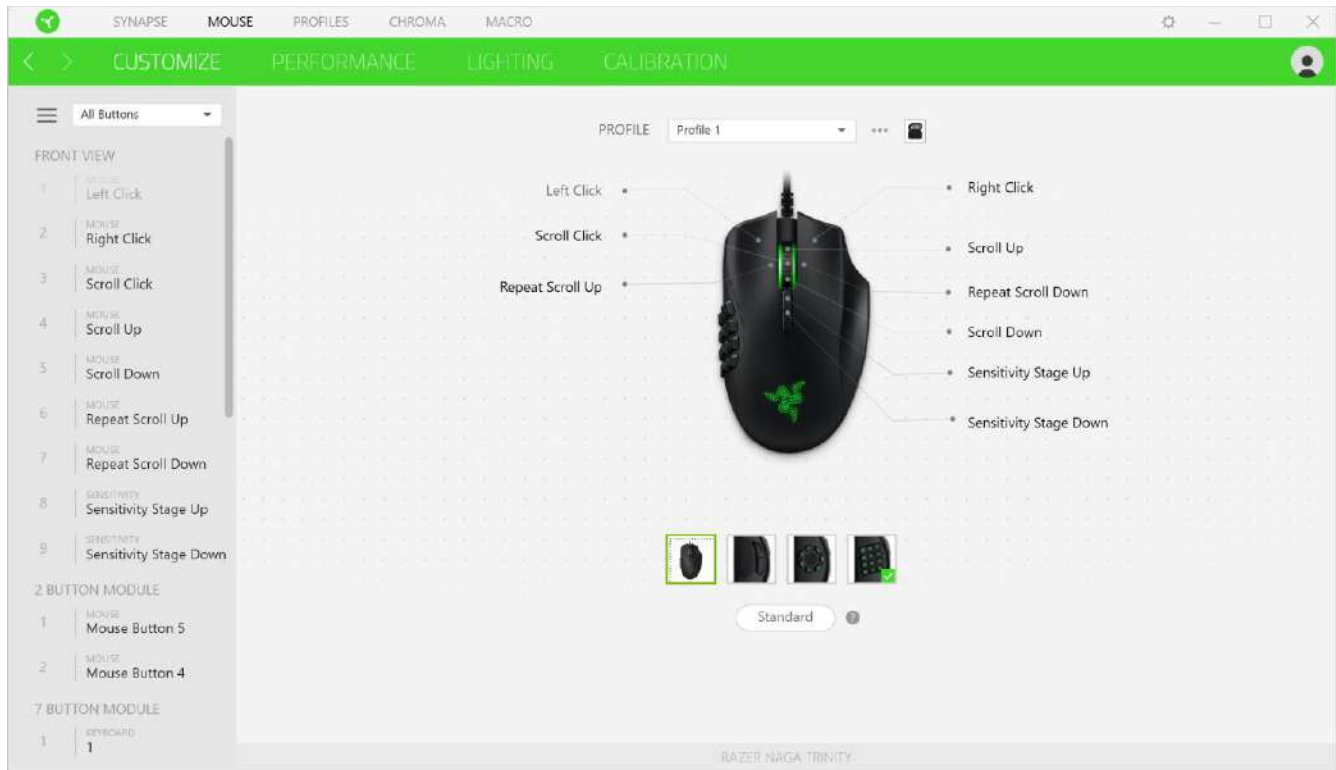 SYNAPSE MOUSE PROFILES CHROMA MACRO
CUSTOMIZE PERFORMANCE LIGHTING CALIBRATION
All Buttons
FRONT VIEW
1 MOUSE
Left Click
2 MOUSE
Right Click
3 MOUSE
Scroll Click
4 MOUSE
Scroll Up
5 MOUSE
Scroll Down
6 MOUSE
Repeat Scroll Up
7 MOUSE
Repeat Scroll Down
8 SENSITIVITY
Sensitivity Stage Up
9 SENSITIVITY
Sensitivity Stage Down
2 BUTTON MODULE
1 MOUSE
Mouse Button 5
2 MOUSE
Mouse Button 4
7 BUTTON MODULE
1 KEYBOARD
1
PROFILE Profile 1
Left Click
Scroll Click
Repeat Scroll Up
Right Click
Scroll Up
Repeat Scroll Down
Scroll Down
Sensitivity Stage Up
Sensitivity Stage Down
Standard ?
RAZER NAGA TRINITY